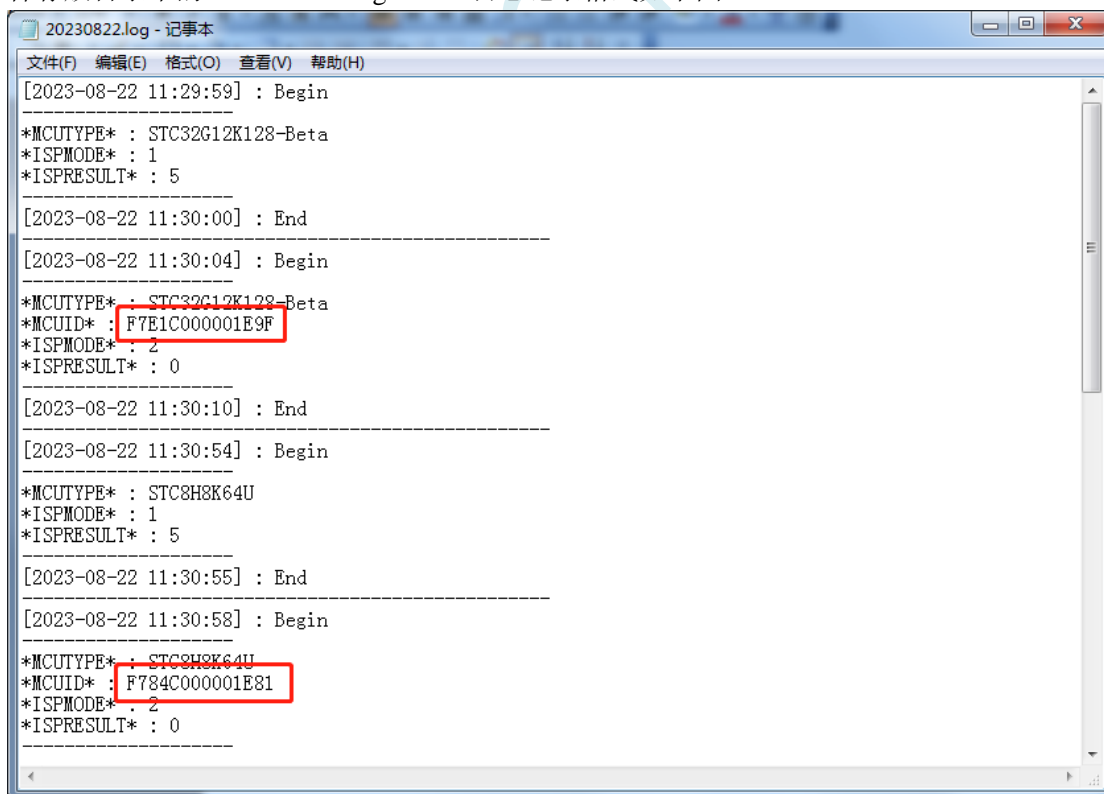 20230822.log - 记事本
文件(F) 编辑(E) 格式(O) 查看(V) 帮助(H)
[2023-08-22 11:29:59] : Begin
--------------------
*MCUTYPE* : STC32G12K128-Beta
*ISPMODE* : 1
*ISPRESULT* : 5
--------------------
[2023-08-22 11:30:00] : End
--------------------------------------------------
[2023-08-22 11:30:04] : Begin
--------------------
*MCUTYPE* : STC32G12K128-Beta
*MCUID* : F7E1C000001E9F
*ISPMODE* : 2
*ISPRESULT* : 0
--------------------
[2023-08-22 11:30:10] : End
--------------------------------------------------
[2023-08-22 11:30:54] : Begin
--------------------
*MCUTYPE* : STC8H8K64U
*ISPMODE* : 1
*ISPRESULT* : 5
--------------------
[2023-08-22 11:30:55] : End
--------------------------------------------------
[2023-08-22 11:30:58] : Begin
--------------------
*MCUTYPE* : STC8H8K64U
*MCUID* : F784C000001E81
*ISPMODE* : 2
*ISPRESULT* : 0
--------------------